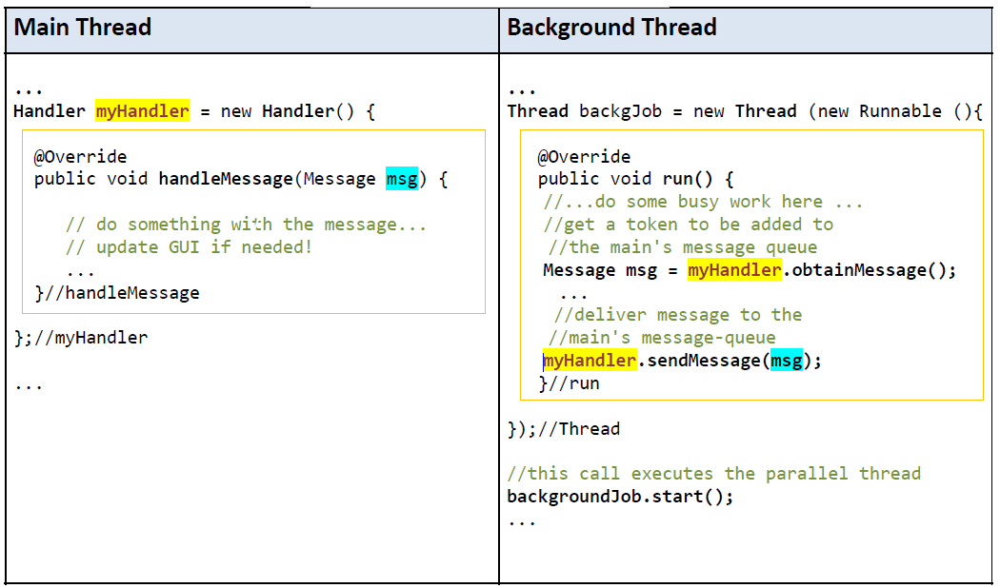 Main Thread
...
Handler myHandler = new Handler() {
@Override
public void handleMessage(Message msg) {
// do something with the message...
// update GUI if needed!
...
}//handleMessage
};//myHandler
...
Background Thread
...
Thread backgJob = new Thread (new Runnable (){
@Override
public void run() {
//...do some busy work here ...
//get a token to be added to
//the main's message queue
Message msg = myHandler.obtainMessage();
...
//deliver message to the
//main's message-queue
myHandler.sendMessage(msg);
}//run
});//Thread
//this call executes the parallel thread
backgroundJob.start();
...